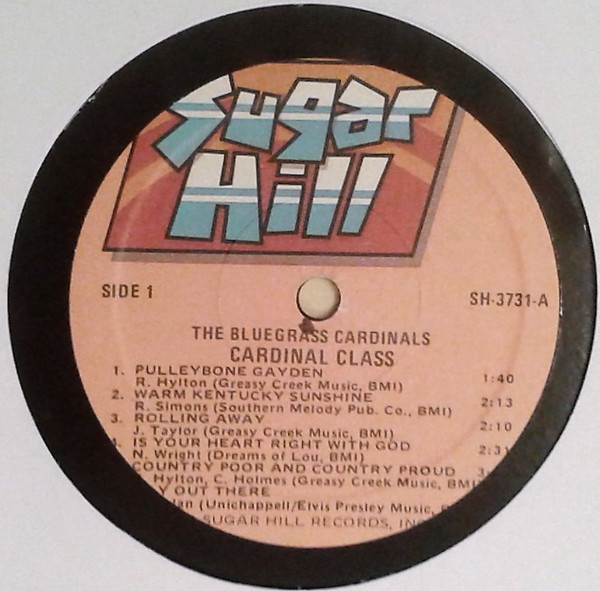 Sugar
Hill
SIDE 1
SH-3731-A
THE BLUEGRASS CARDINALS
CARDINAL CLASS
1. PULLEYBONE GAYDEN
R. Hylton (Greasy Creek Music, BMI) 1:40
2. WARM KENTUCKY SUNSHINE
R. Simons (Southern Melody Pub. Co., BMI) 2:13
3. ROLLING AWAY
J. Taylor (Greasy Creek Music, BMI) 2:10
4. IS YOUR HEART RIGHT WITH GOD
N. Wright (Dreams of Lou, BMI) 2:31
COUNTRY POOR AND COUNTRY PROUD
Hylton, C. Holmes (Greasy Creek Music, BMI
OUT THERE
(Unichappell/Elvis Presley Music,
SUGAR HILL RECORDS,